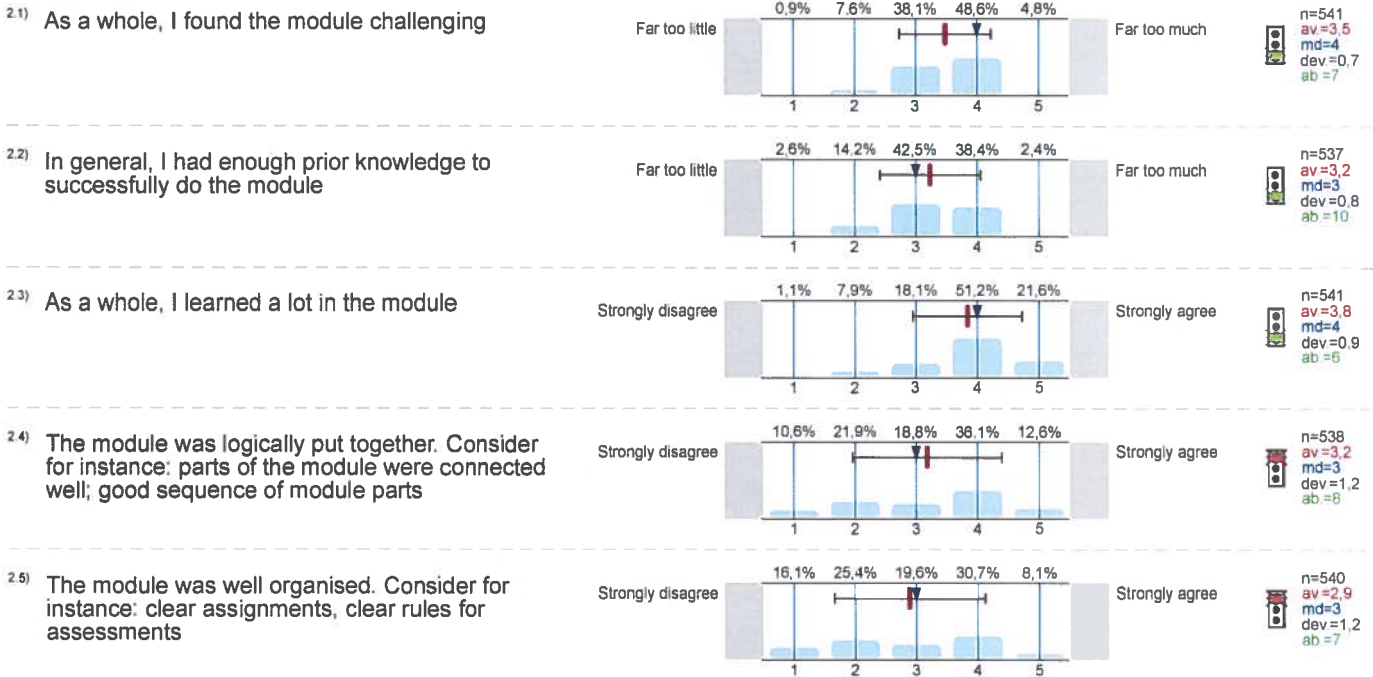 2.1) As a whole, I found the module challenging
Far too little
0,9% 7,6% 38,1% 48,6% 4,8%
1 2 3 4 5
Far too much
n=541
av.=3,5
md=4
dev.=0,7
ab.=7
2.2) In general, I had enough prior knowledge to
successfully do the module
Far too little
2,6% 14,2% 42,5% 38,4% 2,4%
1 2 3 4 5
Far too much
n=537
av.=3,2
md=3
dev.=0,8
ab.=10
2.3) As a whole, I learned a lot in the module
Strongly disagree
1,1% 7,9% 18,1% 51,2% 21,6%
1 2 3 4 5
Strongly agree
n=541
av.=3,8
md=4
dev.=0,9
ab.=6
2.4) The module was logically put together. Consider
for instance: parts of the module were connected
well; good sequence of module parts
Strongly disagree
10,6% 21,9% 18,8% 36,1% 12,6%
1 2 3 4 5
Strongly agree
n=538
av.=3,2
md=3
dev.=1,2
ab.=8
2.5) The module was well organised. Consider for
instance: clear assignments, clear rules for
assessments
Strongly disagree
16,1% 25,4% 19,6% 30,7% 8,1%
1 2 3 4 5
Strongly agree
n=540
av.=2,9
md=3
dev.=1,2
ab.=7